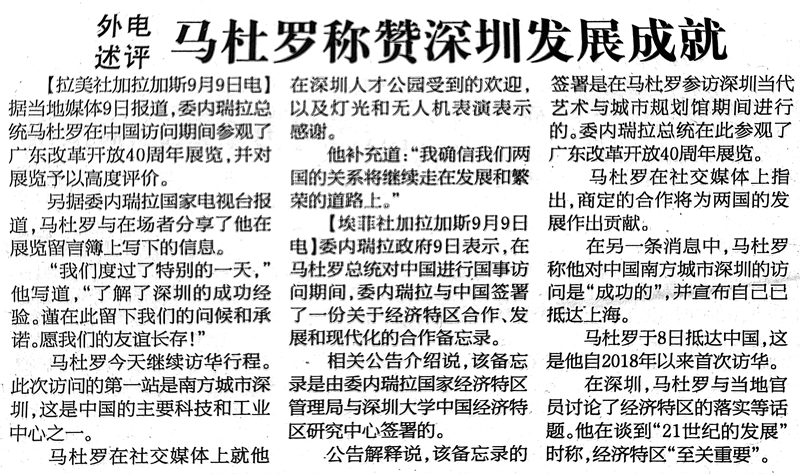 外电
述评
马杜罗称赞深圳发展成就
【拉美社加拉加斯9月9日电】
据当地媒体9日报道，委内瑞拉总
统马杜罗在中国访问期间参观了
广东改革开放40周年展览，并对
展览予以高度评价。
另据委内瑞拉国家电视台报
道，马杜罗与在场者分享了他在
展览留言簿上写下的信息。
“我们度过了特别的一天，”
他写道，“了解了深圳的成功经
验。谨在此留下我们的问候和承
诺。愿我们的友谊长存！”
马杜罗今天继续访华行程。
此次访问的第一站是南方城市深
圳，这是中国的主要科技和工业
中心之一。
马杜罗在社交媒体上就他
在深圳人才公园受到的欢迎，
以及灯光和无人机表演表示
感谢。
他补充道：“我确信我们两
国的关系将继续走在发展和繁
荣的道路上。”
【埃菲社加拉加斯9月9日
电】委内瑞拉政府9日表示，在
马杜罗总统对中国进行国事访
问期间，委内瑞拉与中国签署
了一份关于经济特区合作、发
展和现代化的合作备忘录。
相关公告介绍说，该备忘
录是由委内瑞拉国家经济特区
管理局与深圳大学中国经济特
区研究中心签署的。
公告解释说，该备忘录的
签署是在马杜罗参访深圳当代
艺术与城市规划馆期间进行
的。委内瑞拉总统在此参观了
广东改革开放40周年展览。
马杜罗在社交媒体上指
出，商定的合作将为两国的发
展作出贡献。
在另一条消息中，马杜罗
称他对中国南方城市深圳的访
问是“成功的”，并宣布自己已
抵达上海。
马杜罗于8日抵达中国，这
是他自2018年以来首次访华。
在深圳，马杜罗与当地官
员讨论了经济特区的落实等话
题。他在谈到“21世纪的发展”
时称，经济特区“至关重要”。